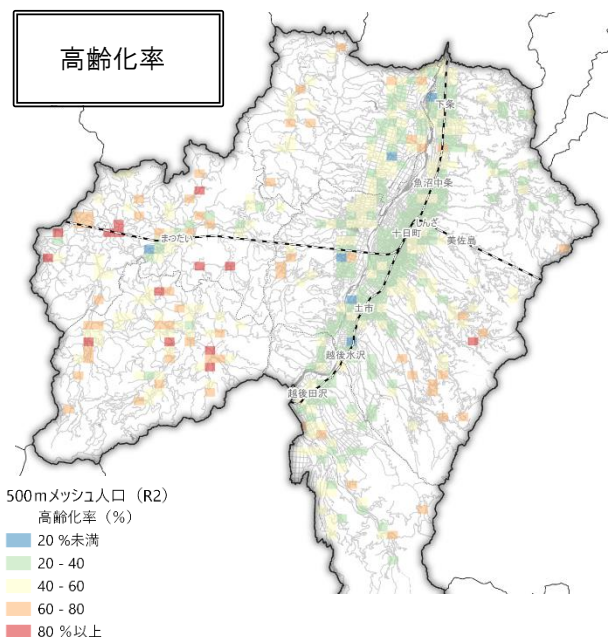 高齢化率
下条
魚沼中条
しんざ
十日町
美佐島
まつだい
土市
越後水沢
越後田沢
500mメッシュ人口（R2）
高齢化率（%）
20 %未満
20 - 40
40 - 60
60 - 80
80 %以上